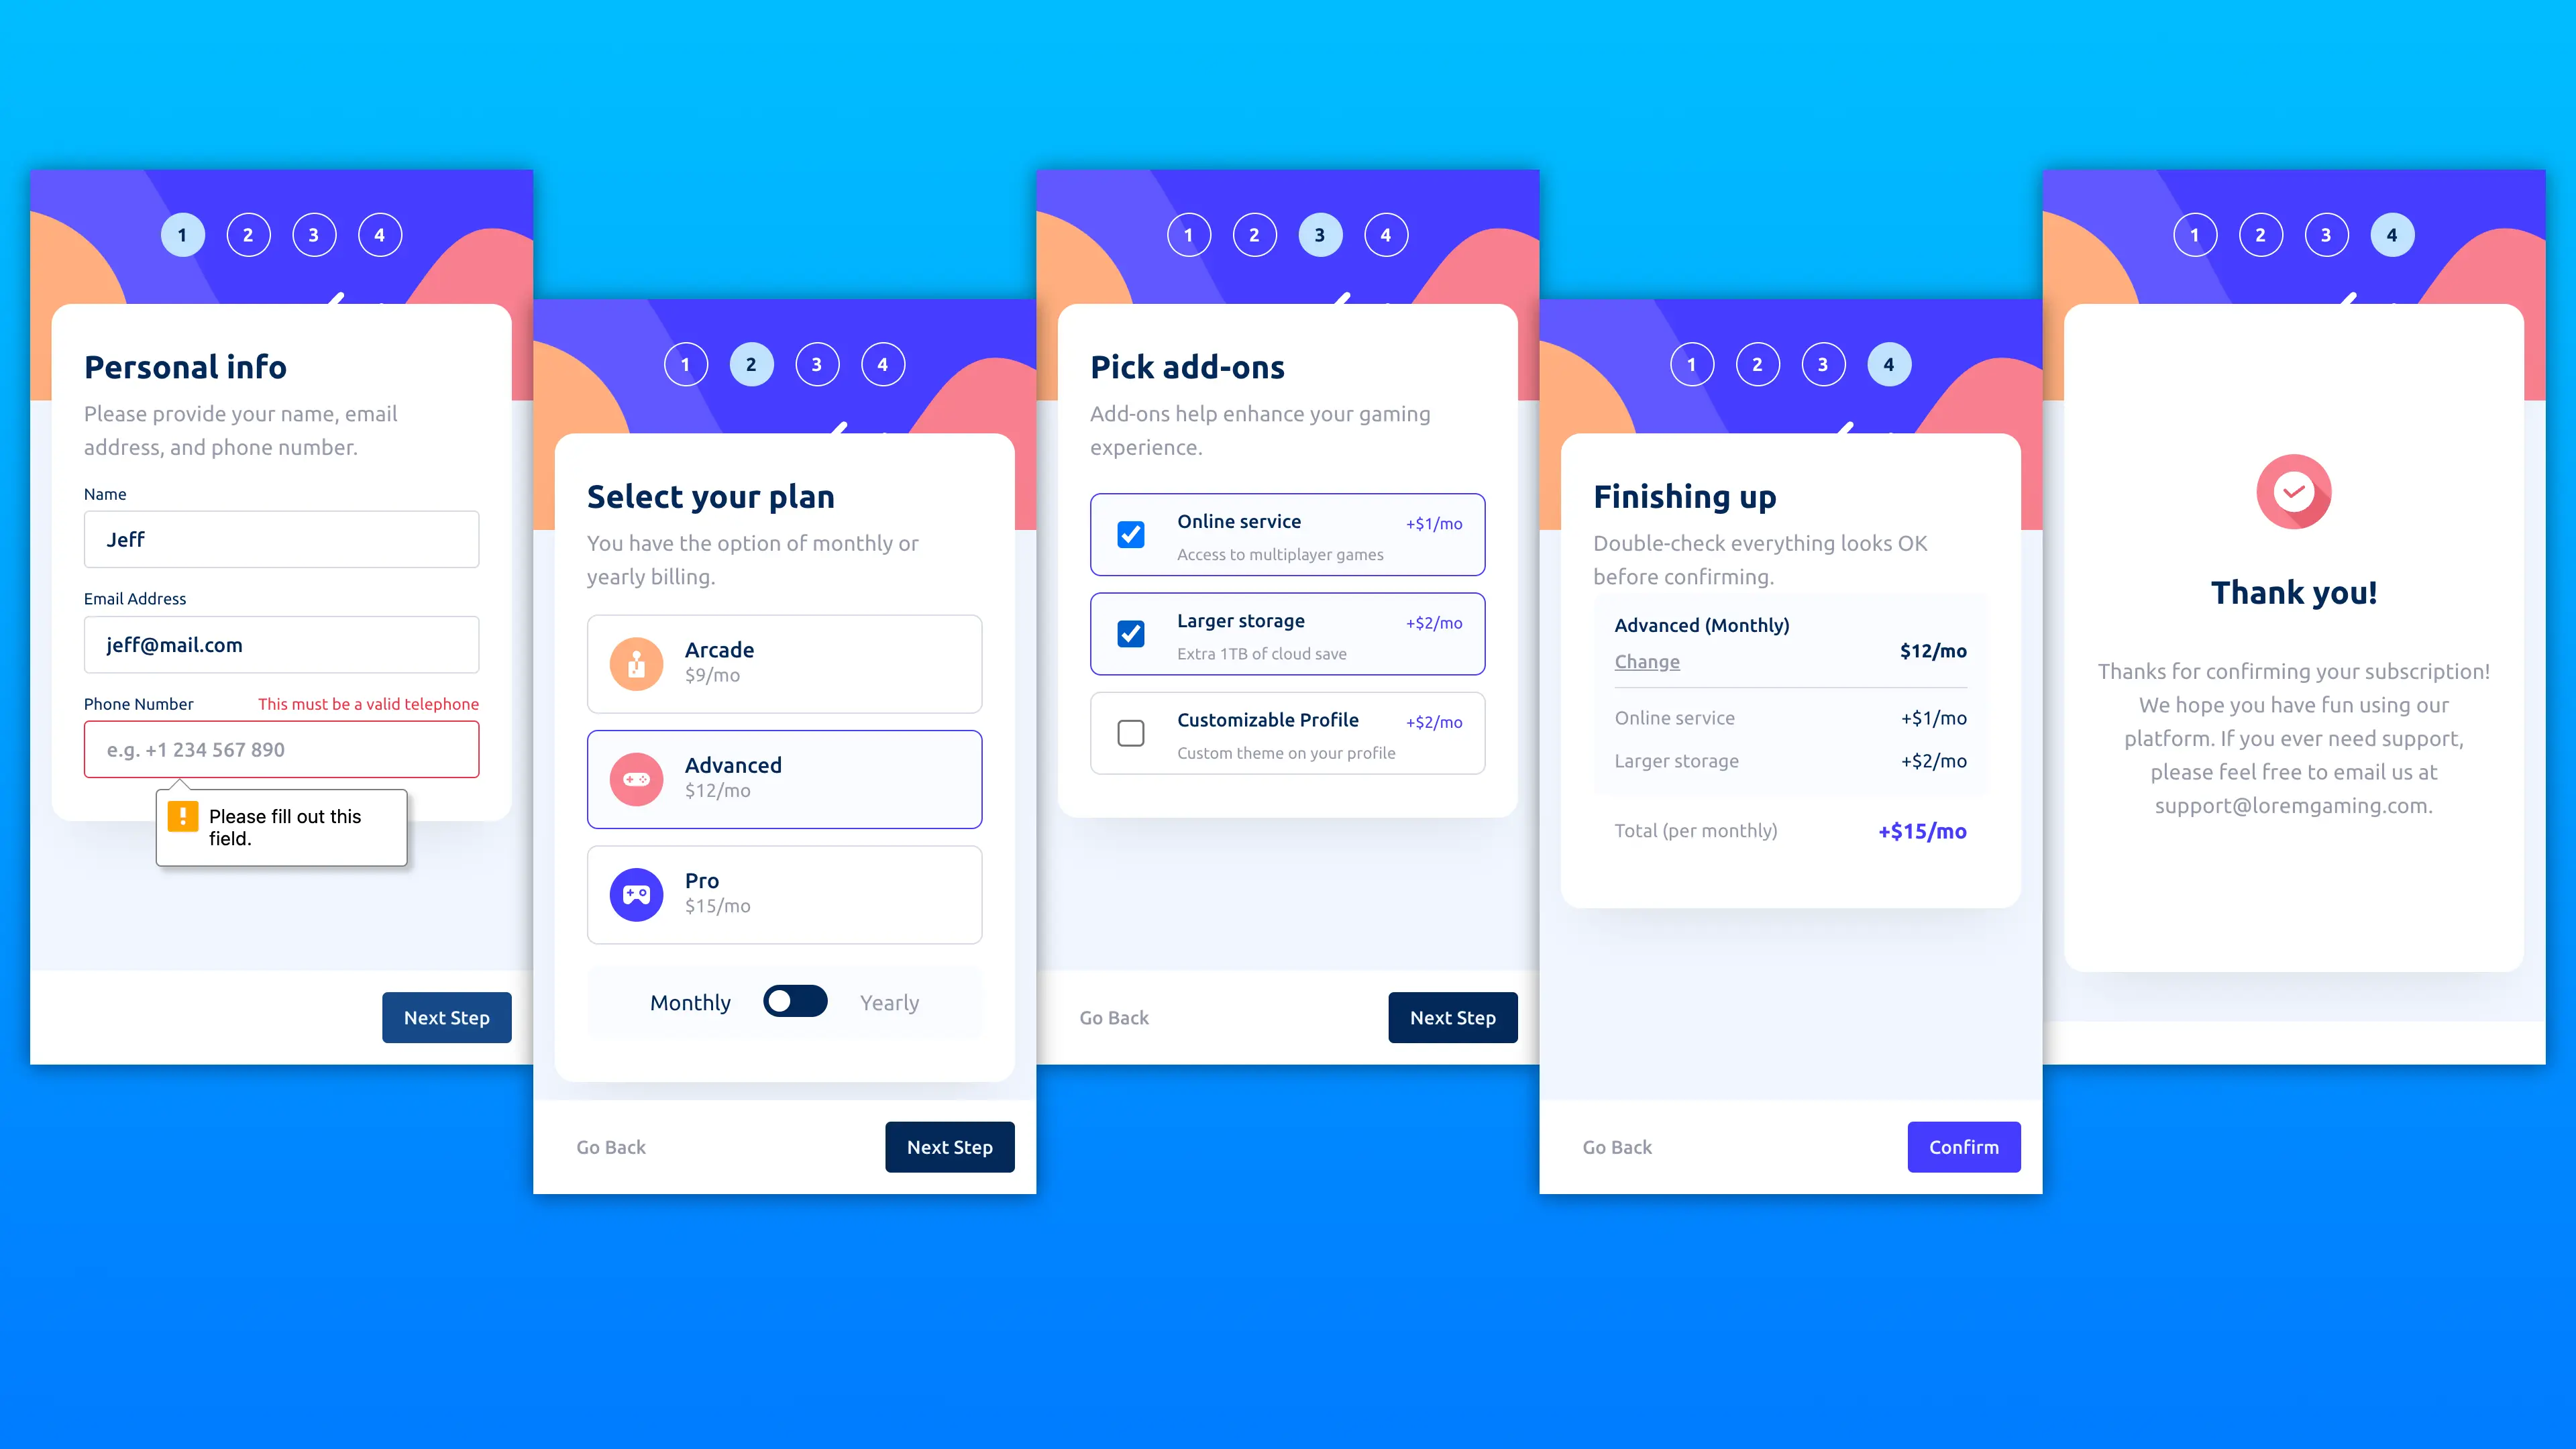 1 2 3 4
Personal info
Please provide your name, email
address, and phone number.
Name
Jeff
Email Address
jeff@mail.com
Phone Number This must be a valid telephone
e.g. +1 234 567 890
! Please fill out this
field.
Next Step
1 2 3 4
Select your plan
You have the option of monthly or
yearly billing.
Arcade
$9/mo
Advanced
$12/mo
Pro
$15/mo
Monthly Yearly
Go Back Next Step
1 2 3 4
Pick add-ons
Add-ons help enhance your gaming
experience.
Online service +$1/mo
Access to multiplayer games
Larger storage +$2/mo
Extra 1TB of cloud save
Customizable Profile +$2/mo
Custom theme on your profile
Go Back Next Step
1 2 3 4
Finishing up
Double-check everything looks OK
before confirming.
Advanced (Monthly)
$12/mo
Change
Online service +$1/mo
Larger storage +$2/mo
Total (per monthly) +$15/mo
Go Back Confirm
1 2 3 4
Thank you!
Thanks for confirming your subscription!
We hope you have fun using our
platform. If you ever need support,
please feel free to email us at
support@loremgaming.com.